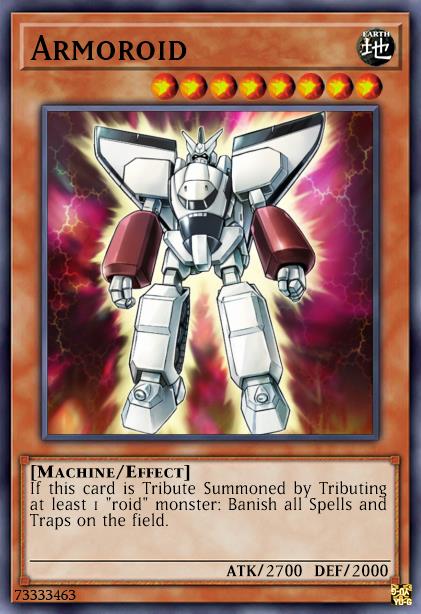 ARMOROID
EARTH
地
[MACHINE/EFFECT]
If this card is Tribute Summoned by Tributing
at least 1 "roid" monster: Banish all Spells and
Traps on the field.
ATK/2700 DEF/2000
73333463